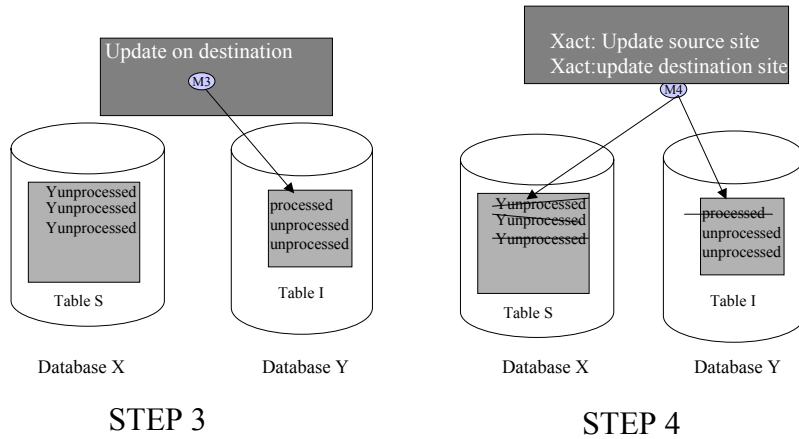 Update on destination
M3
Yunprocessed
Yunprocessed
Yunprocessed
Table S
Database X
processed
unprocessed
unprocessed
Table I
Database Y
STEP 3
Xact: Update source site
Xact:update destination site
M4
Yunprocessed
Yunprocessed
Yunprocessed
Table S
Database X
processed
unprocessed
unprocessed
Table I
Database Y
STEP 4